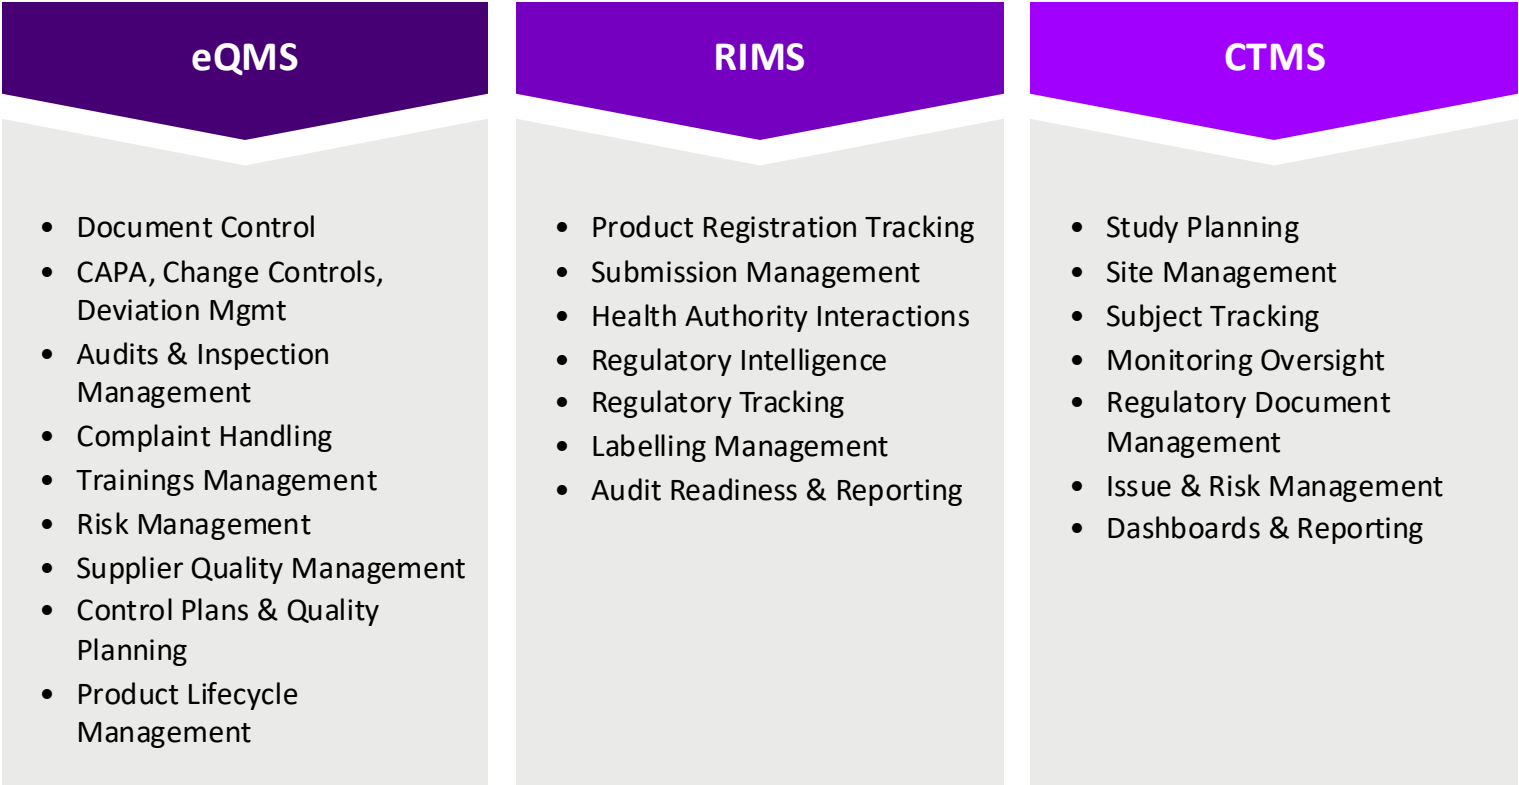 eQMS
• Document Control
• CAPA, Change Controls,
Deviation Mgmt
• Audits & Inspection
Management
• Complaint Handling
• Trainings Management
• Risk Management
• Supplier Quality Management
• Control Plans & Quality
Planning
• Product Lifecycle
Management
RIMS
• Product Registration Tracking
• Submission Management
• Health Authority Interactions
• Regulatory Intelligence
• Regulatory Tracking
• Labelling Management
• Audit Readiness & Reporting
CTMS
• Study Planning
• Site Management
• Subject Tracking
• Monitoring Oversight
• Regulatory Document
Management
• Issue & Risk Management
• Dashboards & Reporting